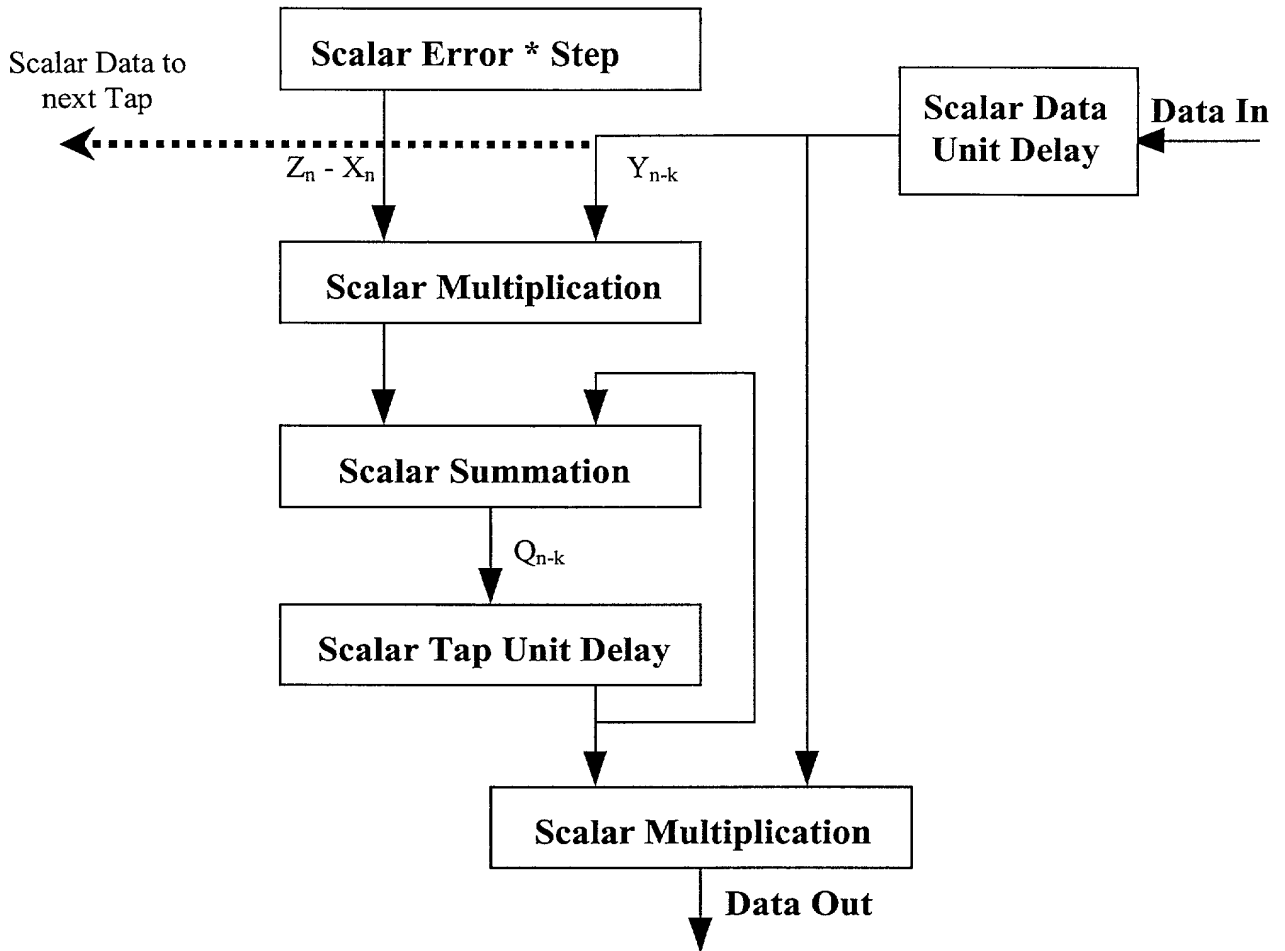 Scalar Error * Step
Scalar Data to
next Tap
Scalar Data
Unit Delay
Data In
Zₙ - Xₙ
Yₙ₋ₖ
Scalar Multiplication
Scalar Summation
Qₙ₋ₖ
Scalar Tap Unit Delay
Scalar Multiplication
Data Out